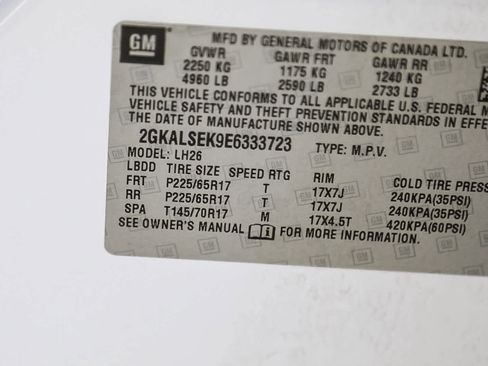 GM
MFD BY GENERAL MOTORS OF CANADA LTD.
GVWR GAWR FRT GAWR RR
2250 KG 1175 KG 1240 KG
4960 LB 2590 LB 2733 LB
THIS VEHICLE CONFORMS TO ALL APPLICABLE U.S. FEDERAL
VEHICLE SAFETY AND THEFT PREVENTION STANDARDS IN
THE DATE OF MANUFACTURE SHOWN ABOVE.
2GKALSEK9E6333723 TYPE: M.P.V.
MODEL: LH26
LBDD TIRE SIZE SPEED RTG RIM COLD TIRE
FRT P225/65R17 T 17X7J 240KPA(35PSI)
RR P225/65R17 T 17X7J 240KPA(35PSI)
SPA T145/70R17 M 17X4.5T 420KPA(60PSI)
SEE OWNER'S MANUAL i FOR MORE INFORMATION.